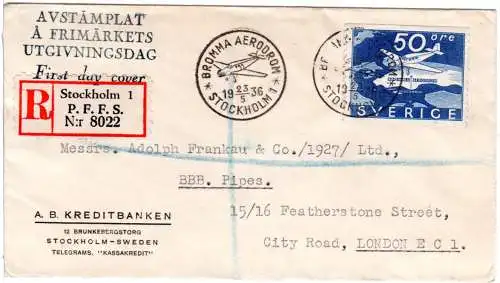 AVSTÄMPLAT
Å FRIMÄRKETS
UTGIVNINGSDAG
First day cover
R
Stockholm 1
P. F. F. S.
N:r 8022
BROMMA AERODROM
19 23/5 36
STOCKHOLM 1
50 öre
SVERIGE
Messrs. Adolph Frankau & Co./1927/ Ltd.,
BBB. Pipes.
15/16 Featherstone Street,
City Road, LONDON E C 1.
A. B. KREDITBANKEN
12 BRUNKEBERGSTORG
STOCKHOLM-SWEDEN
TELEGRAMS, "KASSAKREDIT"